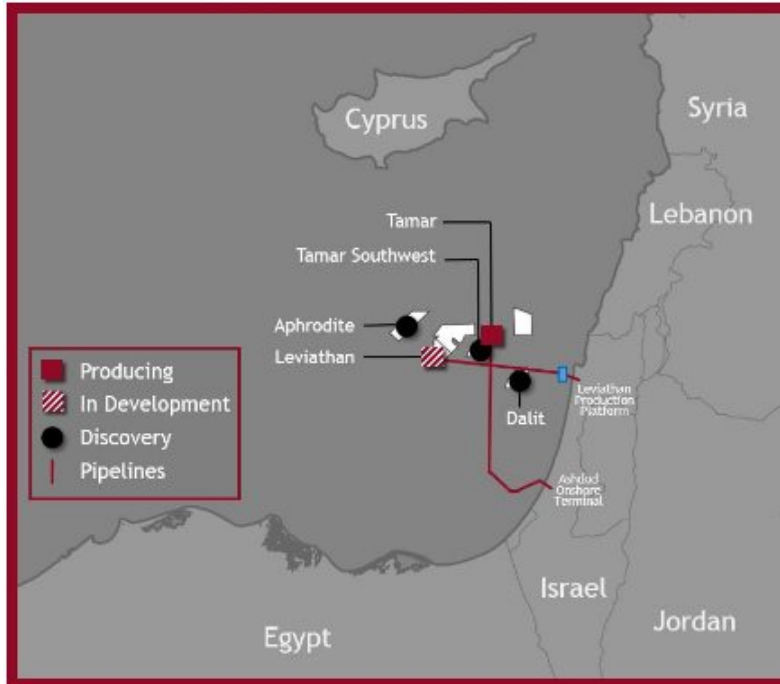 Cyprus
Syria
Lebanon
Tamar
Tamar Southwest
Aphrodite
Leviathan
Producing
In Development
Discovery
Pipelines
Leviathan
Production
Platform
Dalit
Ashdod
Onshore
Terminal
Israel
Jordan
Egypt